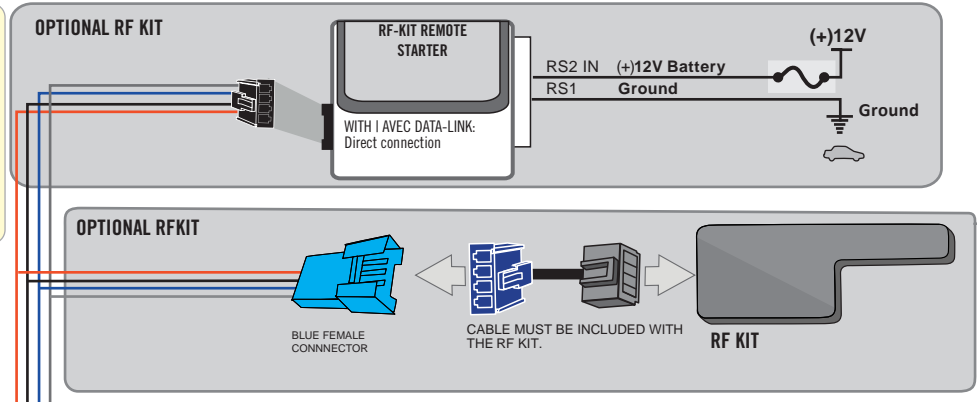 OPTIONAL RF KIT
RF-KIT REMOTE
STARTER
WITH | AVEC DATA-LINK:
Direct connection
RS2 IN (+)12V Battery
RS1 Ground
(+)12V
Ground
OPTIONAL RFKIT
BLUE FEMALE
CONNNECTOR
CABLE MUST BE INCLUDED WITH
THE RF KIT.
RF KIT